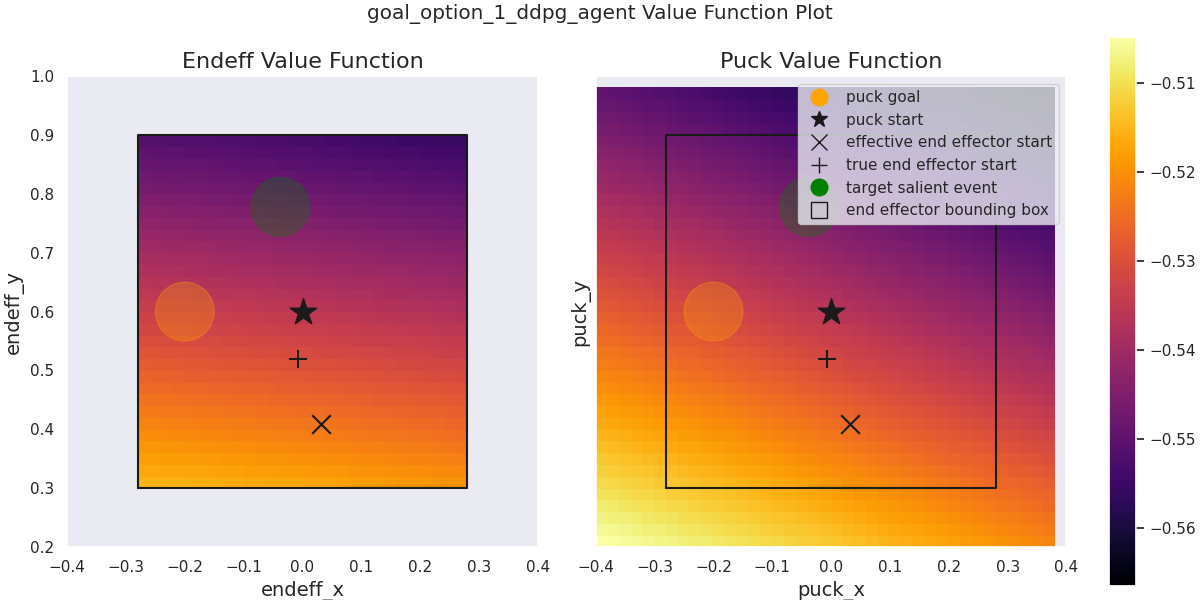 goal_option_1_ddpg_agent Value Function Plot
Endeff Value Function
1.0
0.9
0.8
0.7
0.6
0.5
0.4
0.3
0.2
endeff_y
−0.4 −0.3 −0.2 −0.1 0.0 0.1 0.2 0.3 0.4
endeff_x
Puck Value Function
puck goal
puck start
effective end effector start
true end effector start
target salient event
end effector bounding box
puck_y
−0.4 −0.3 −0.2 −0.1 0.0 0.1 0.2 0.3 0.4
puck_x
−0.51
−0.52
−0.53
−0.54
−0.55
−0.56